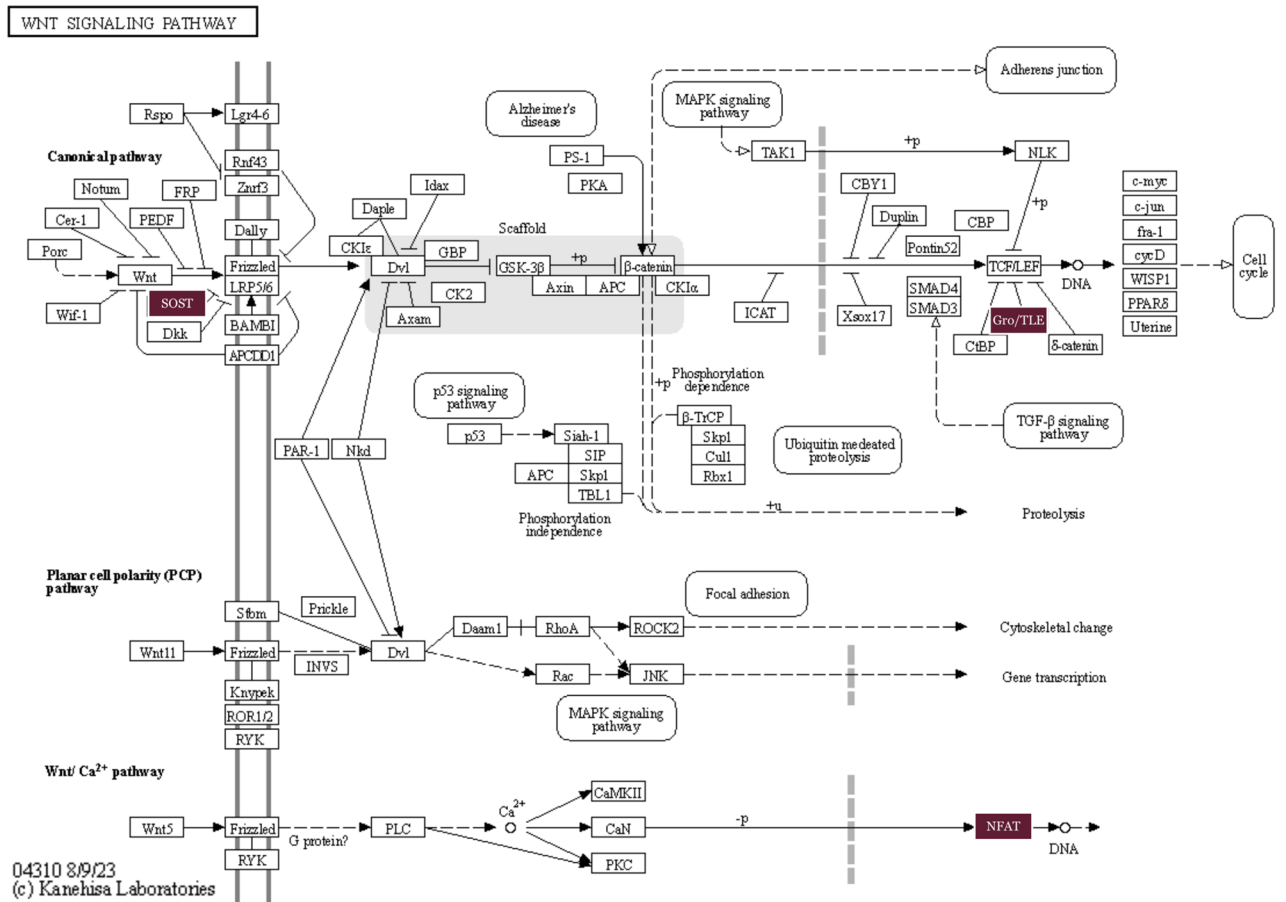 WNT SIGNALING PATHWAY
Adherens junction
MAPK signaling
pathway
Alzheimer's
disease
Rspo
Lgr4-6
+p
TAK1
NLK
PS-1
PKA
Canonical pathway
Rnf43
Znrf3
Notum
FRP
Idax
CBY1
+p
c-myc
c-jun
fra-1
cycD
WISP1
PPARδ
Uterine
Cell
cycle
Cer-1
PEDF
Dally
Daple
Scaffold
Duplin
CBP
Porc
CKIε
GBP
Pontin52
Wnt
Frizzled
LRP5/6
Dvl
GSK-3β
+p
β-catenin
TCF/LEF
DNA
Axin
APC
CKIα
CK2
SOST
SMAD4
SMAD3
Wif-1
Dkk
BAMBI
Axam
ICAT
Xsox17
Gro/TLE
APCDD1
CtBP
δ-catenin
p53 signaling
pathway
+p
Phosphorylation
dependence
β-TrCP
Skp1
Cul1
Rbx1
Ubiquitin medeated
proteolysis
TGF-β signaling
pathway
p53
Siah-1
SIP
APC
Skp1
TBL1
PAR-1
Nkd
+u
Proteolysis
Phosphorylation
independence
Planar cell polarity (PCP)
pathway
Focal adhesion
Stbm
Prickle
Daam1
RhoA
ROCK2
Cytoskeletal change
Wnt11
Frizzled
INVS
Dvl
Rac
JNK
Gene transcription
Knypek
ROR1/2
RYK
MAPK signaling
pathway
Wnt/ Ca2+ pathway
Ca2+
CaMKII
Wnt5
Frizzled
G protein?
PLC
CaN
-p
NFAT
DNA
RYK
PKC
04310 8/9/23
(c) Kanehisa Laboratories